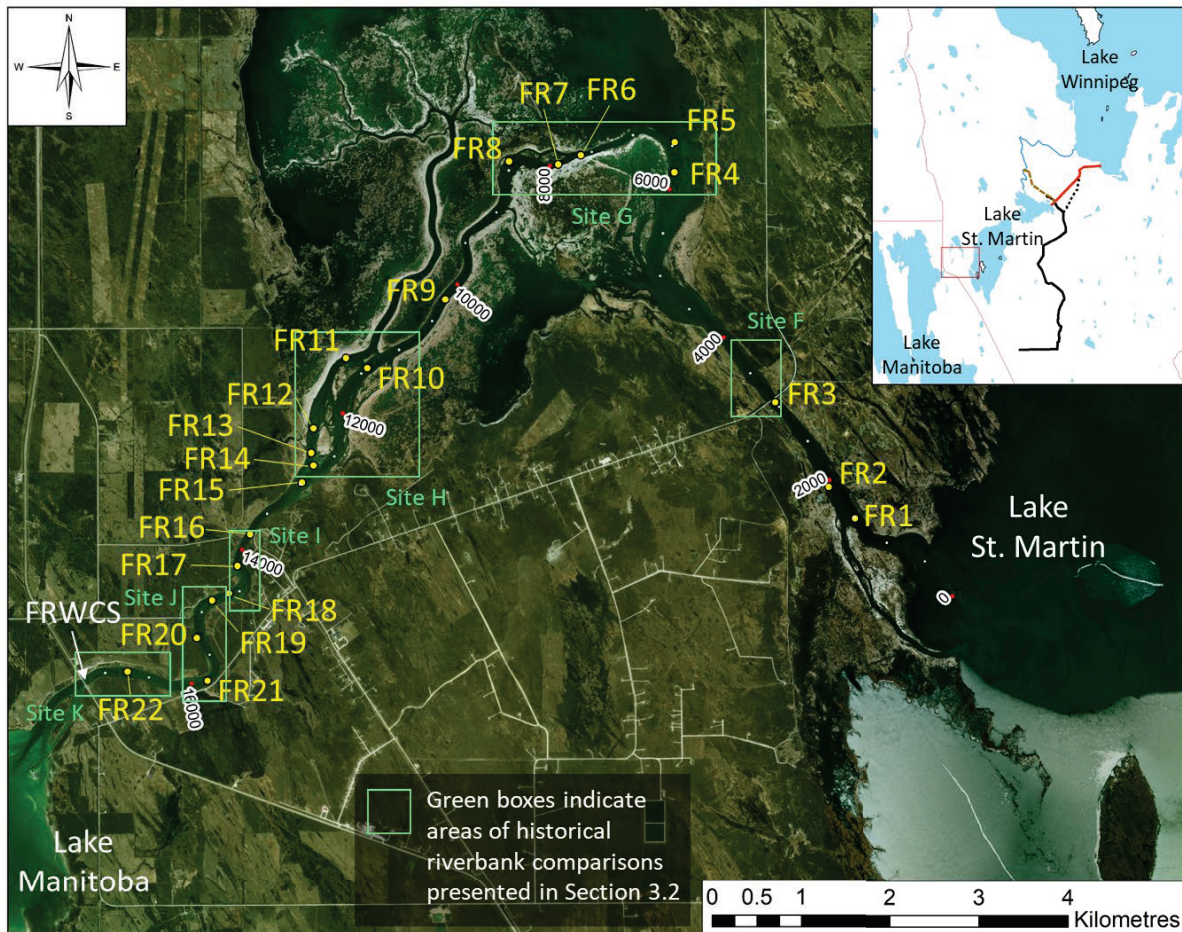 N
W
E
S
Lake
Winnipeg
Lake
St. Martin
Lake
Manitoba
FR7
FR6
FR5
FR8
FR4
8000
6000
Site G
FR9
10000
Site F
4000
FR11
FR10
FR12
12000
FR3
FR13
FR14
FR15
Site H
2000
FR2
FR1
FR16
Site I
14000
FR17
Lake
St. Martin
0
Site J
FR18
FRWCS
FR19
FR20
FR21
FR22
16000
Site K
Lake
Manitoba
Green boxes indicate
areas of historical
riverbank comparisons
presented in Section 3.2
0 0.5 1 2 3 4
Kilometres